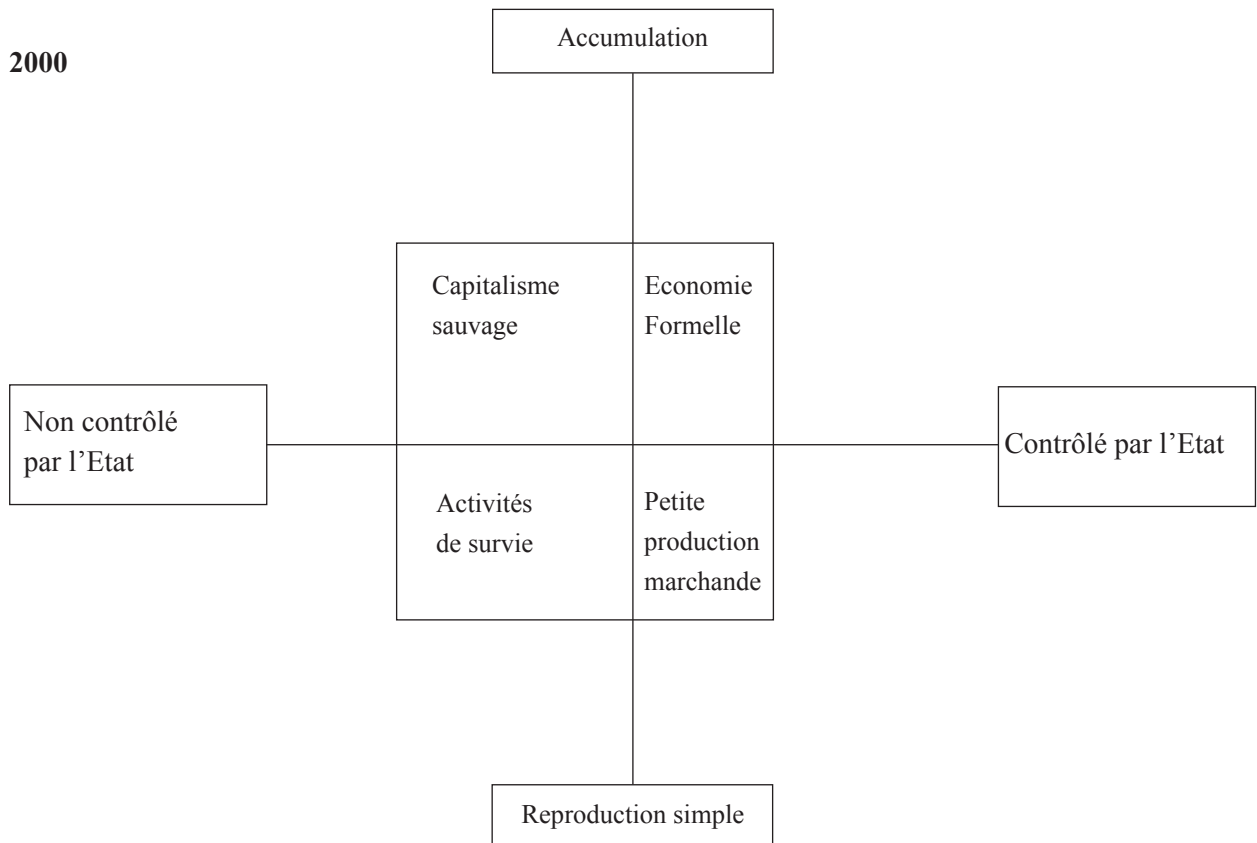 Accumulation
2000
Capitalisme
sauvage
Economie
Formelle
Non contrôlé
par l’Etat
Contrôlé par l’Etat
Activités
de survie
Petite
production
marchande
Reproduction simple